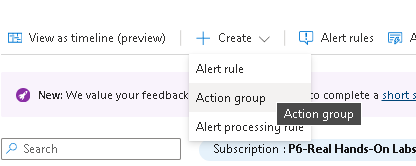 View as timeline (preview) Create Alert rules A
Alert rule
New: We value your feedback to complete a short s
Action group
Action group
Alert processing rule
Search Subscription : P6-Real Hands-On Labs